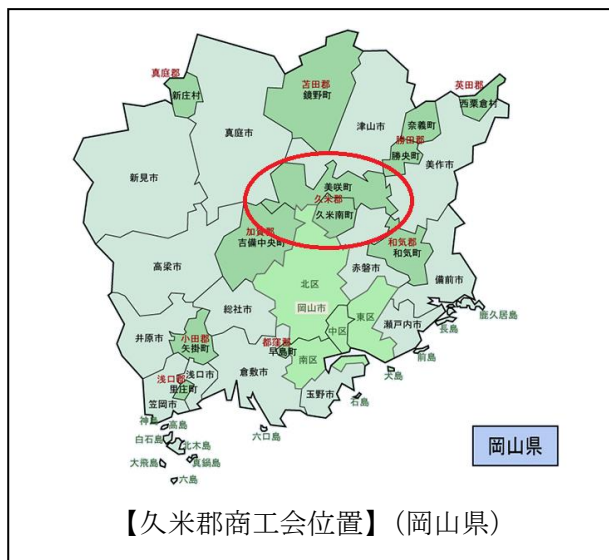 真庭郡
新庄村
苫田郡
鏡野町
英田郡
西粟倉村
真庭市
津山市
奈義町
勝田郡
勝央町
美作市
新見市
美咲町
久米郡
久米南町
加賀郡
吉備中央町
和気郡
和気町
高梁市
赤磐市
備前市
北区
岡山市
総社市
東区
鹿久居島
長島
井原市
小田郡
矢掛町
都窪郡
早島町
中区
瀬戸内市
前島
浅口郡
浅口市
里庄町
倉敷市
南区
犬島
笠岡市
玉野市
石島
神島
高島
白石島
北木島
六口島
大飛島
真鍋島
六島
岡山県
【久米郡商工会位置】(岡山県)